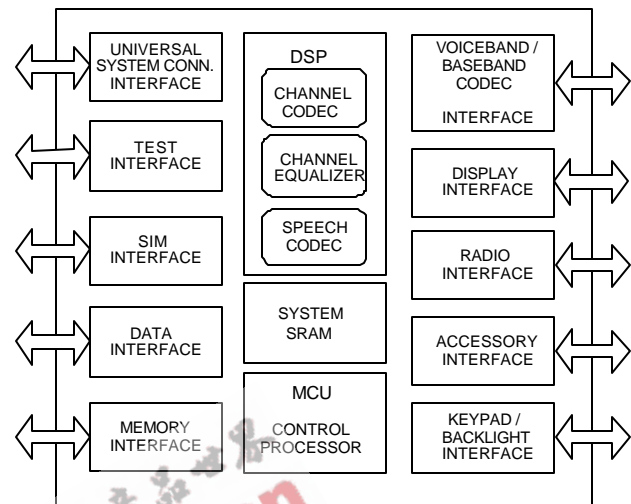 UNIVERSAL
SYSTEM CONN.
INTERFACE
TEST
INTERFACE
SIM
INTERFACE
DATA
INTERFACE
MEMORY
INTERFACE
DSP
CHANNEL
CODEC
CHANNEL
EQUALIZER
SPEECH
CODEC
SYSTEM
SRAM
MCU
CONTROL
PROCESSOR
VOICEBAND /
BASEBAND
CODEC
INTERFACE
DISPLAY
INTERFACE
RADIO
INTERFACE
ACCESSORY
INTERFACE
KEYPAD /
BACKLIGHT
INTERFACE